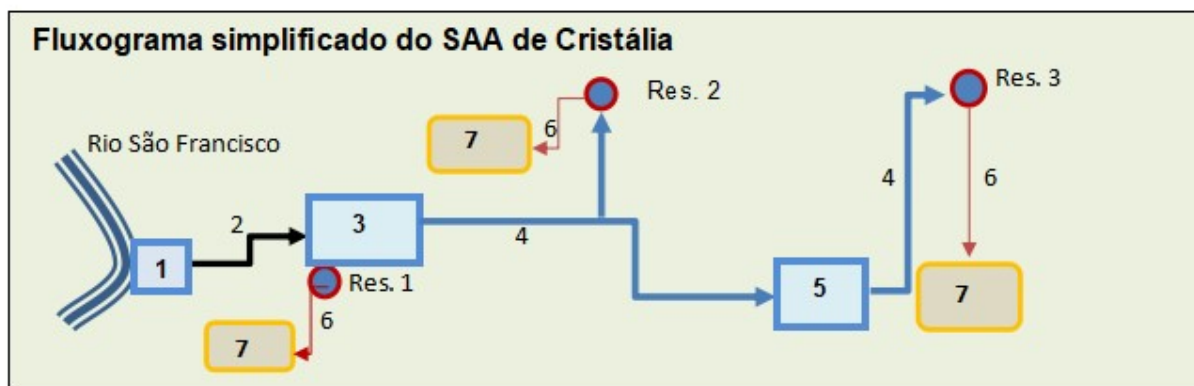 Fluxograma simplificado do SAA de Cristália
Rio São Francisco
1
2
3
Res. 1
6
7
4
Res. 2
6
7
5
4
Res. 3
6
7